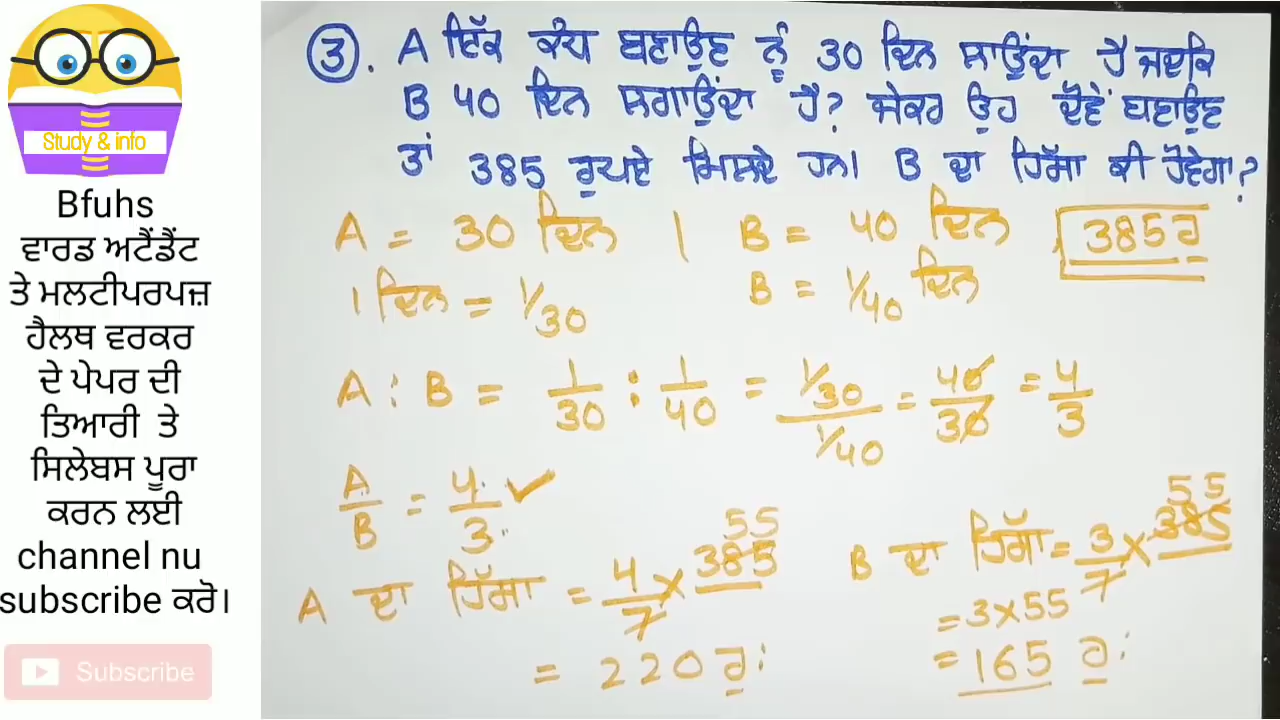 Study & info
Bfuhs
ਵਾਰਡ ਅਟੈਂਡੈਂਟ
ਤੇ ਮਲਟੀਪਰਪਜ਼
ਹੈਲਥ ਵਰਕਰ
ਦੇ ਪੇਪਰ ਦੀ
ਤਿਆਰੀ ਤੇ
ਸਿਲੇਬਸ ਪੂਰਾ
ਕਰਨ ਲਈ
channel nu
subscribe ਕਰੋ।
Subscribe
3. A ਇੱਕ ਕੰਧ ਬਣਾਉਣ ਨੂੰ 30 ਦਿਨ ਲਾਉਂਦਾ ਹੈ ਜਦਕਿ
B 40 ਦਿਨ ਲਗਾਉਂਦਾ ਹੈ? ਜੇਕਰ ਉਹ ਦੋਵੇਂ ਬਣਾਉਣ
ਤਾਂ 385 ਰੁਪਏ ਮਿਲਦੇ ਹਨ। B ਦਾ ਹਿੱਸਾ ਕੀ ਹੋਵੇਗਾ?
A = 30 ਦਿਨ | B = 40 ਦਿਨ 385 ਰੁ
1 ਦਿਨ = 1/30 B = 1/40 ਦਿਨ
A : B = 1/30 : 1/40 = 1/30 / 1/40 = 40/30 = 4/3
A/B = 4/3 ✓
A ਦਾ ਹਿੱਸਾ = 4/7 × 385 55
= 220 ਰੁ:
B ਦਾ ਹਿੱਸਾ = 3/7 × 385 55
= 3×55
= 165 ਰੁ: